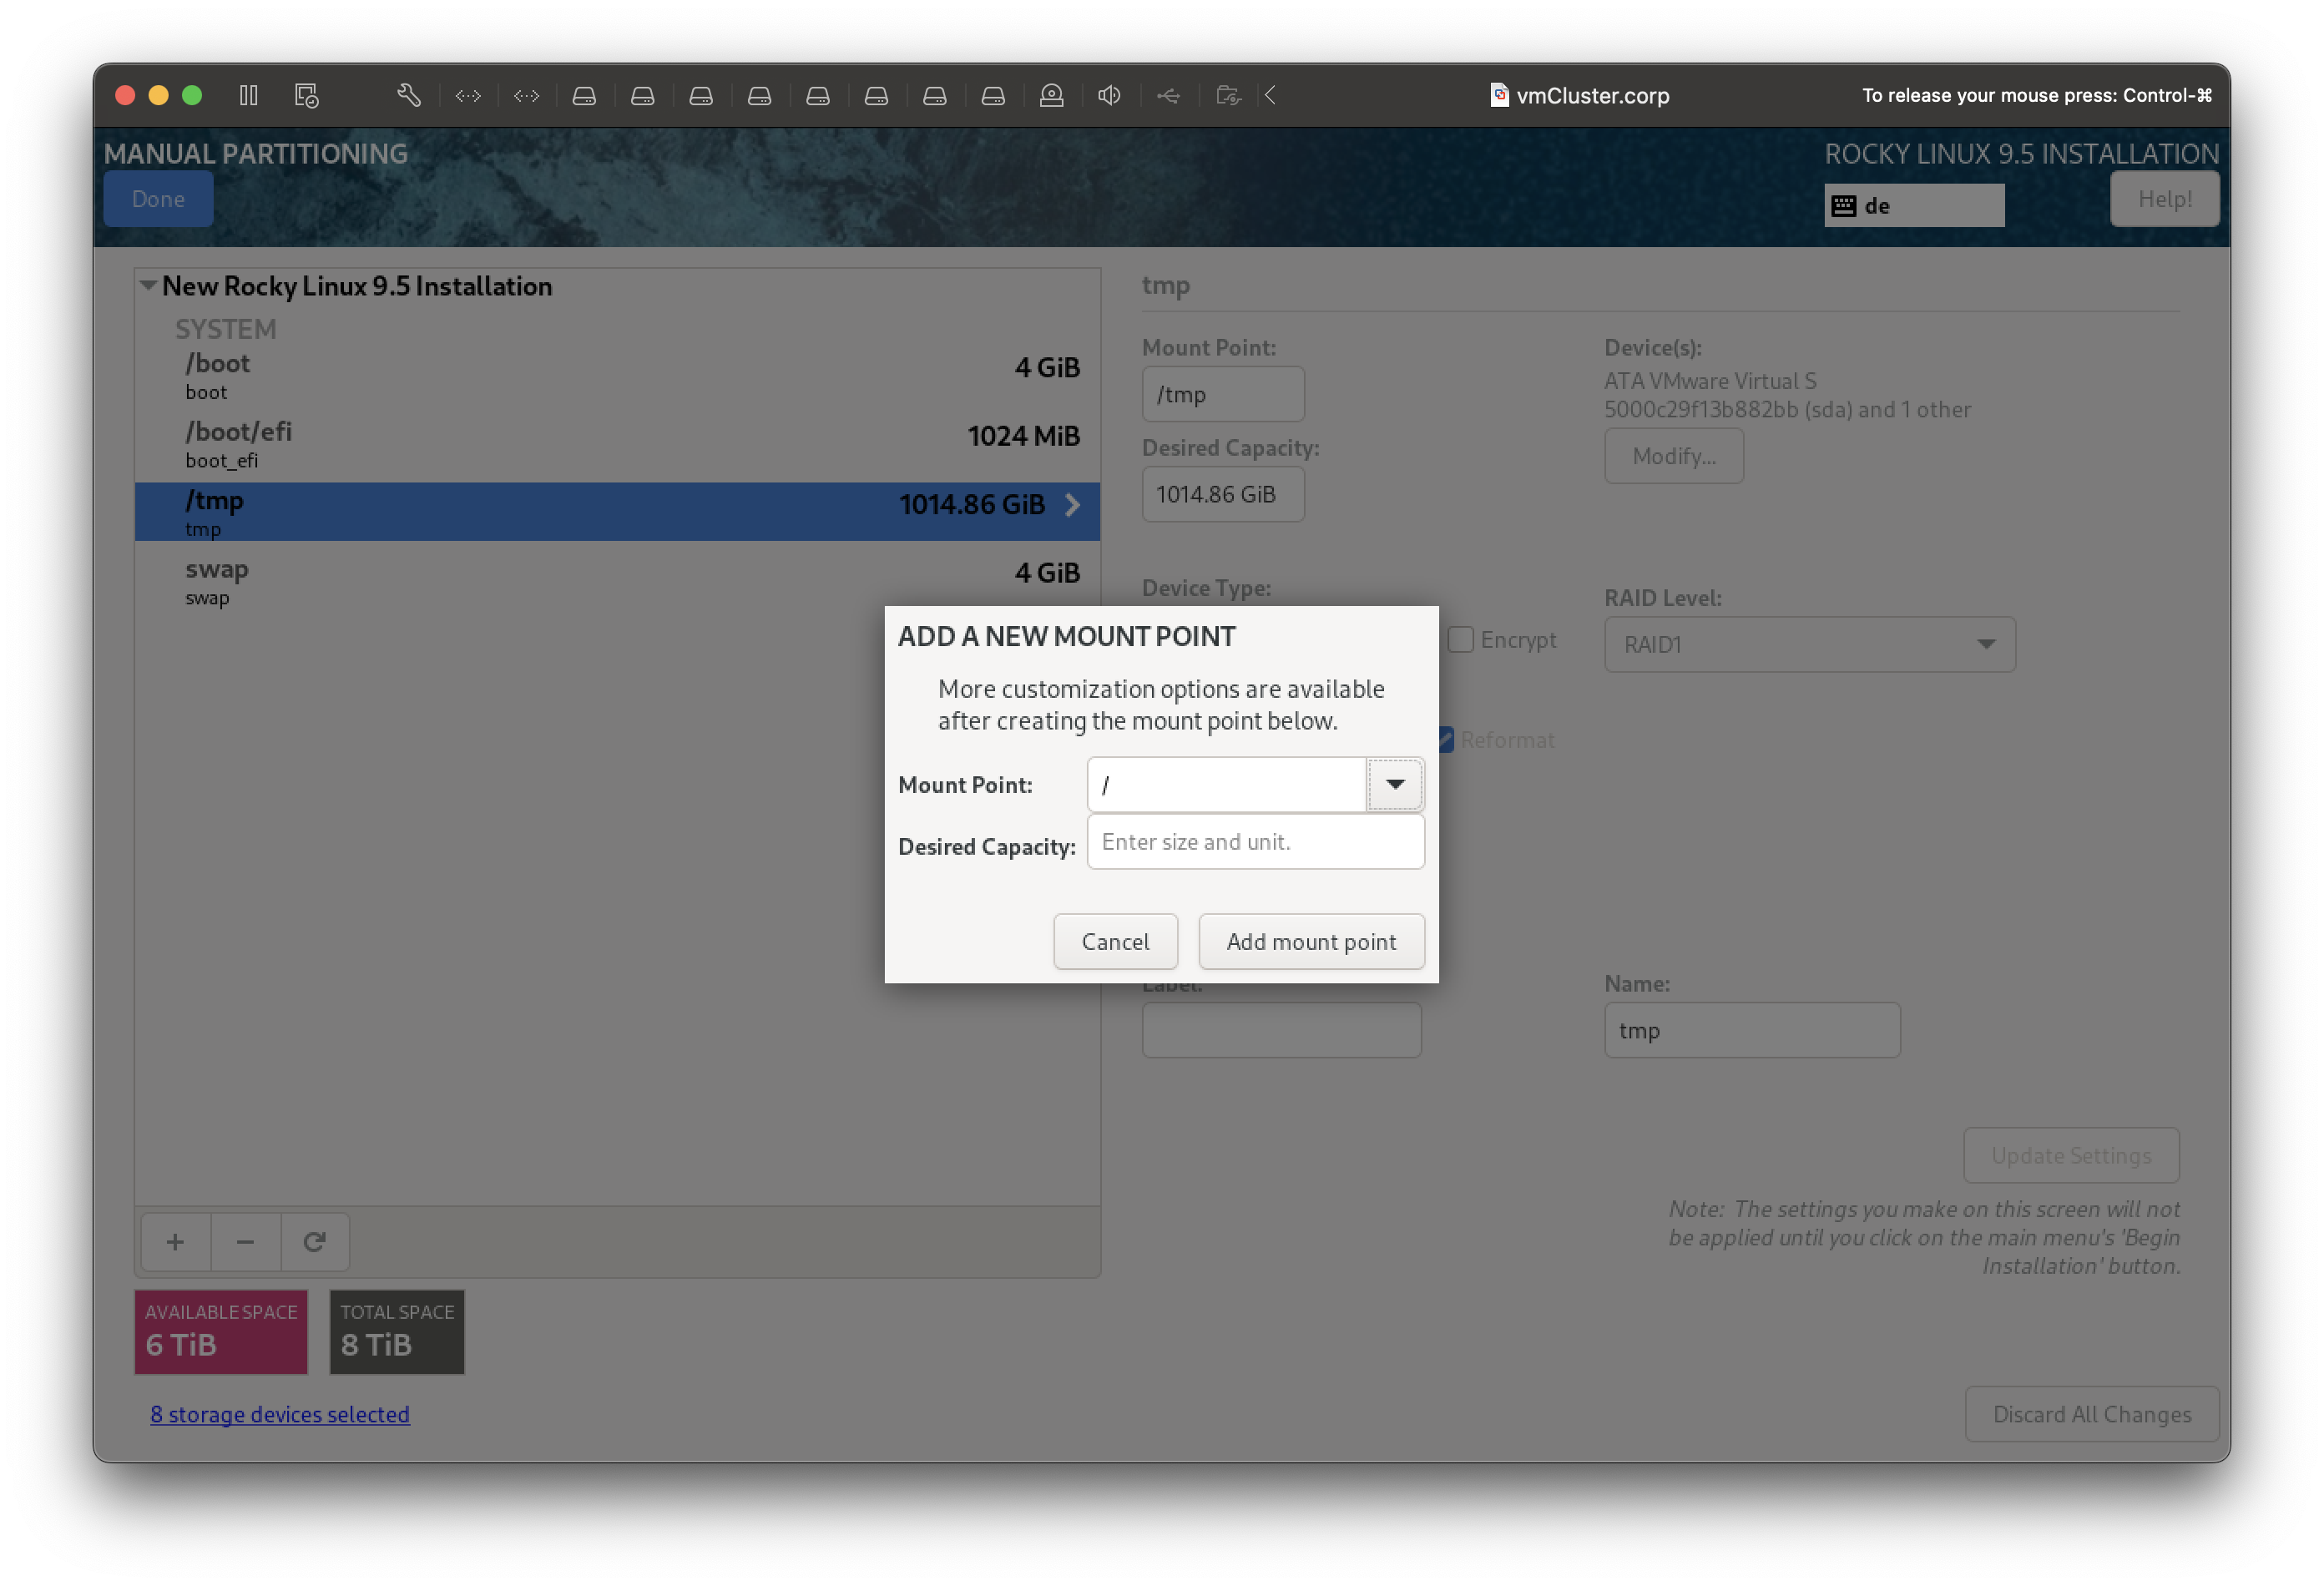 vmCluster.corp
To release your mouse press: Control-⌘
MANUAL PARTITIONING
ROCKY LINUX 9.5 INSTALLATION
Done
de
Help!
New Rocky Linux 9.5 Installation
SYSTEM
/boot
4 GiB
boot
/boot/efi
1024 MiB
boot_efi
/tmp
1014.86 GiB
tmp
swap
4 GiB
swap
tmp
Mount Point:
/tmp
Desired Capacity:
1014.86 GiB
Device(s):
ATA VMware Virtual S
5000c29f13b882bb (sda) and 1 other
Modify...
Device Type:
Encrypt
RAID Level:
RAID1
Reformat
ADD A NEW MOUNT POINT
More customization options are available
after creating the mount point below.
Mount Point:
/
Desired Capacity:
Enter size and unit.
Cancel
Add mount point
Label:
Name:
tmp
Update Settings
Note: The settings you make on this screen will not
be applied until you click on the main menu's 'Begin
Installation' button.
AVAILABLE SPACE
6 TiB
TOTAL SPACE
8 TiB
8 storage devices selected
Discard All Changes